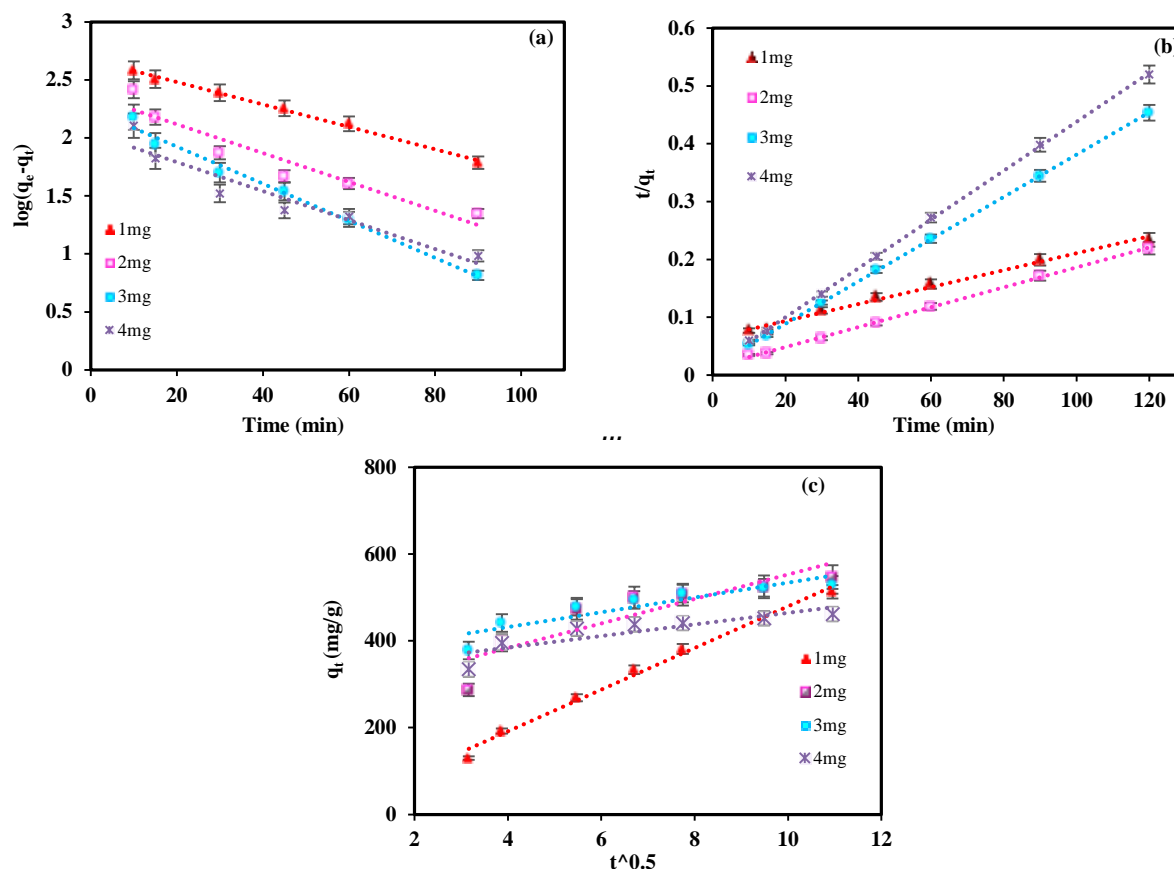 (a)
log(qe-qt)
3
2.5
2
1.5
1
0.5
0
1mg
2mg
3mg
4mg
0 20 40 60 80 100
Time (min)
(b)
t/qt
0.6
0.5
0.4
0.3
0.2
0.1
0
1mg
2mg
3mg
4mg
0 20 40 60 80 100 120
Time (min)
...
(c)
qt (mg/g)
800
600
400
200
0
1mg
2mg
3mg
4mg
2 4 6 8 10 12
t^0.5